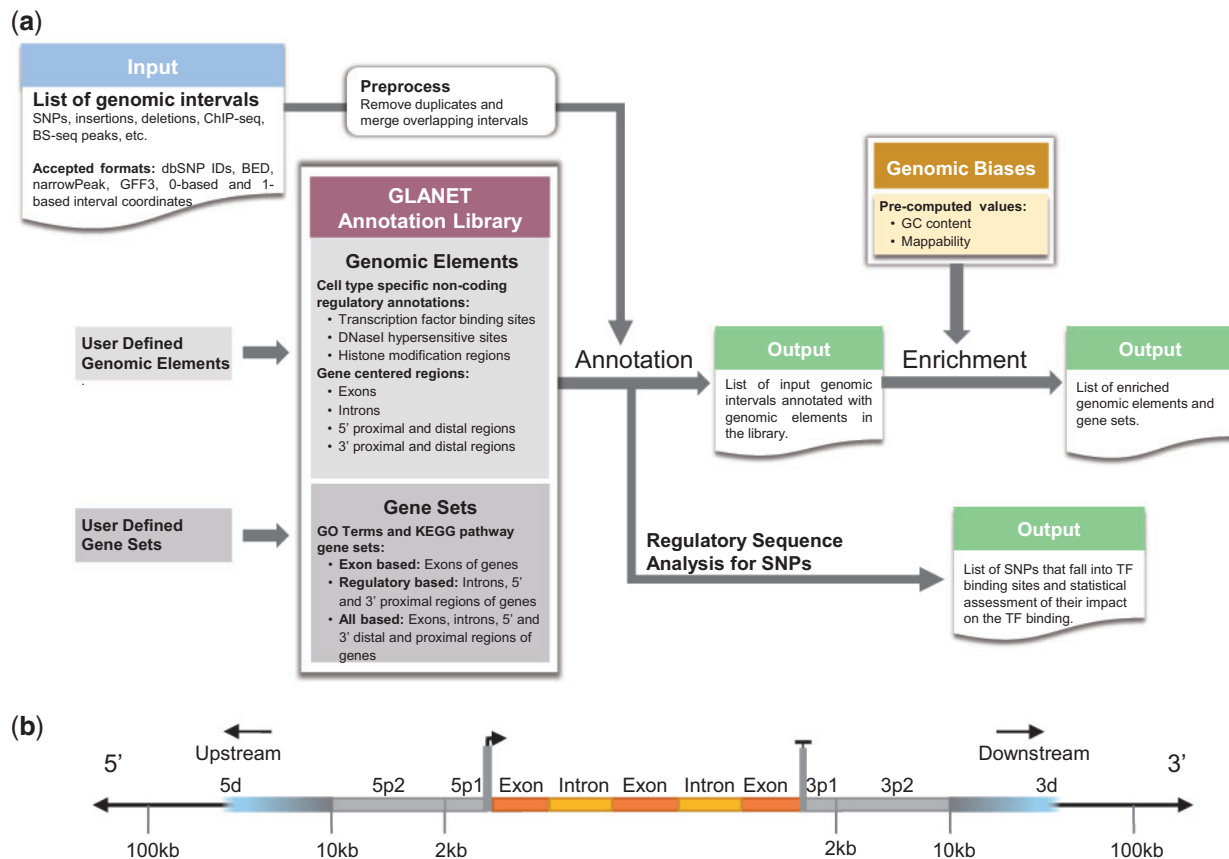 (a)
Input
List of genomic intervals
SNPs, insertions, deletions, ChIP-seq,
BS-seq peaks, etc.
Accepted formats: dbSNP IDs, BED,
narrowPeak, GFF3, 0-based and 1-
based interval coordinates
Preprocess
Remove duplicates and
merge overlapping intervals
GLANET
Annotation Library
Genomic Elements
Cell type specific non-coding
regulatory annotations:
• Transcription factor binding sites
• DNaseI hypersensitive sites
• Histone modification regions
Gene centered regions:
• Exons
• Introns
• 5' proximal and distal regions
• 3' proximal and distal regions
Gene Sets
GO Terms and KEGG pathway
gene sets:
• Exon based: Exons of genes
• Regulatory based: Introns, 5'
and 3' proximal regions of genes
• All based: Exons, introns, 5' and
3' distal and proximal regions of
genes
User Defined
Genomic Elements
User Defined
Gene Sets
Annotation
Output
List of input genomic
intervals annotated with
genomic elements in
the library.
Genomic Biases
Pre-computed values:
• GC content
• Mappability
Enrichment
Output
List of enriched
genomic elements and
gene sets.
Regulatory Sequence
Analysis for SNPs
Output
List of SNPs that fall into TF
binding sites and statistical
assessment of their impact
on the TF binding.
(b)
Upstream
Downstream
5'
3'
5d
5p2
5p1
Exon
Intron
Exon
Intron
Exon
3p1
3p2
3d
100kb
10kb
2kb
2kb
10kb
100kb